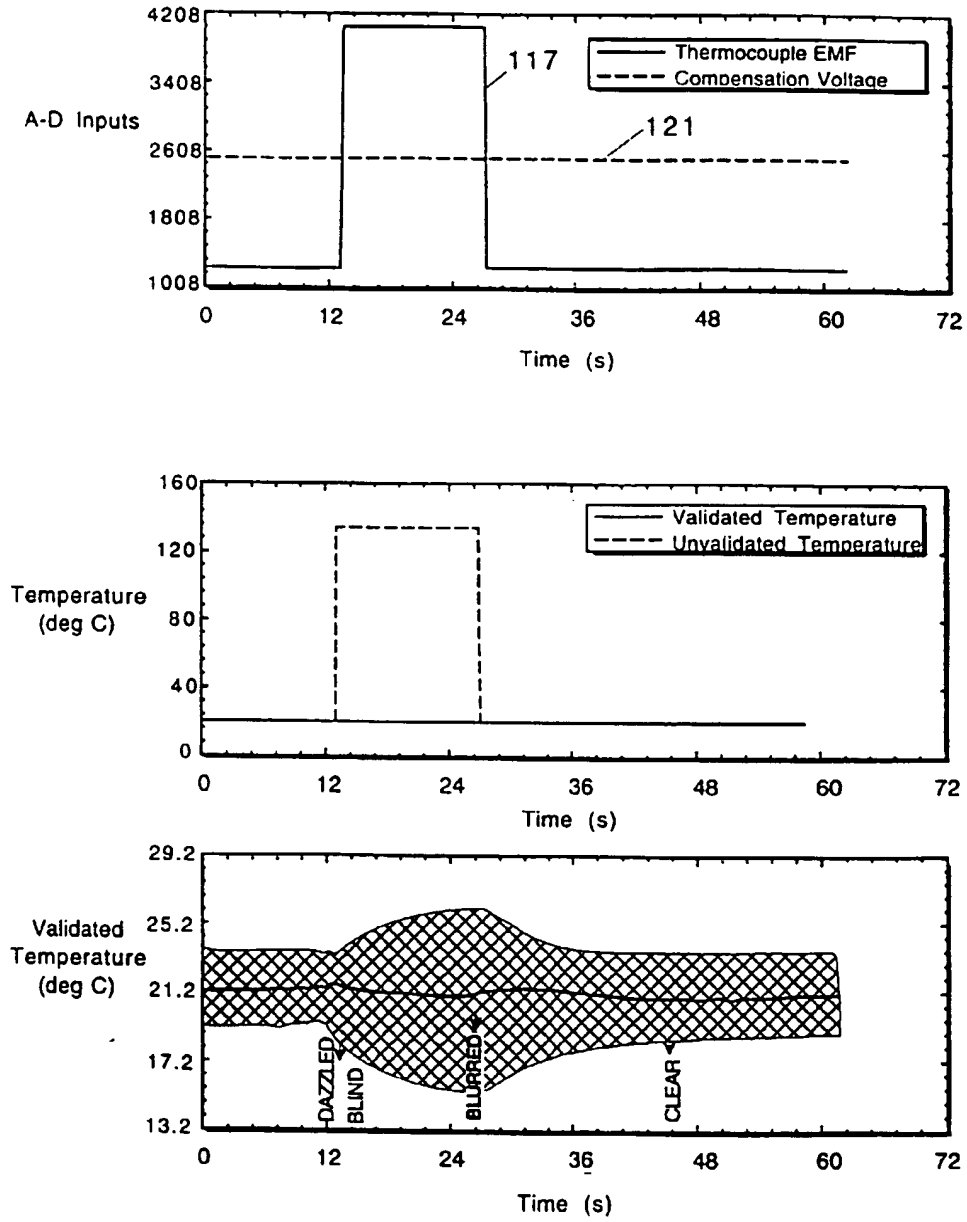 4208
3408
2608
1808
1008
A-D Inputs
117
121
Thermocouple EMF
Compensation Voltage
0 12 24 36 48 60 72
Time (s)
160
120
80
40
0
Temperature
(deg C)
Validated Temperature
Unvalidated Temperature
0 12 24 36 48 60 72
Time (s)
29.2
25.2
21.2
17.2
13.2
Validated
Temperature
(deg C)
DAZZLED
BLIND
BLURRED
CLEAR
0 12 24 36 48 60 72
Time (s)